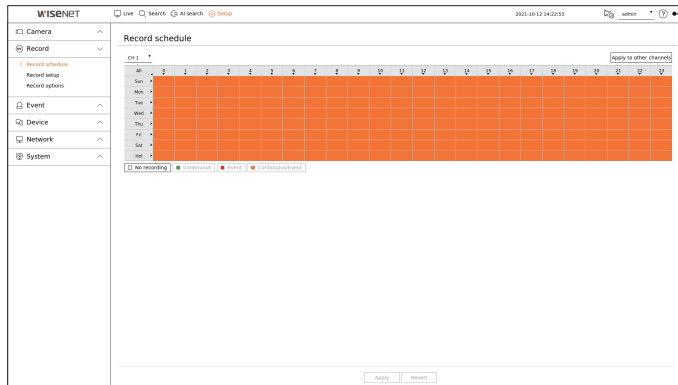 WISENET Live Search AI search Setup 2021-10-12 14:22:53 admin ?
Camera
Record
> Record schedule
Record setup
Record options
Event
Device
Network
System
Record schedule
CH 1 Apply to other channels
All 0 1 2 3 4 5 6 7 8 9 10 11 12 13 14 15 16 17 18 19 20 21 22 23
Sun
Mon
Tue
Wed
Thu
Fri
Sat
Hol
No recording Continuous Event Continuous/Event
Apply Revert